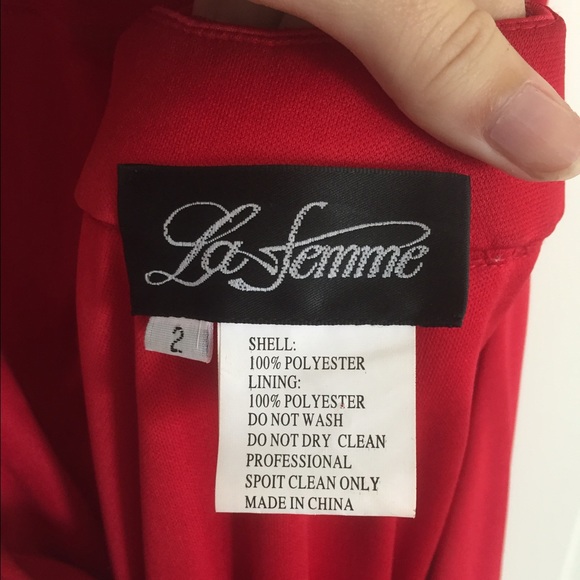 La Femme
2
SHELL:
100% POLYESTER
LINING:
100% POLYESTER
DO NOT WASH
DO NOT DRY CLEAN
PROFESSIONAL
SPOIT CLEAN ONLY
MADE IN CHINA